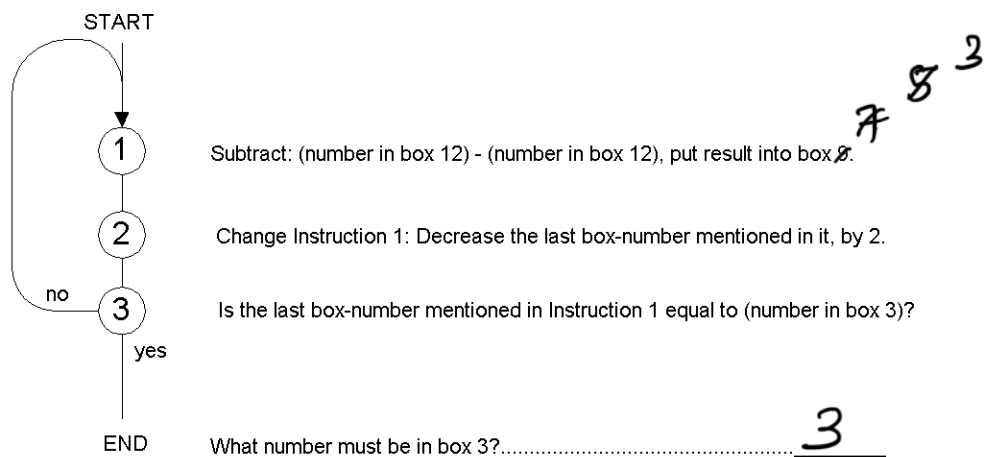 START
3
8
7
1 Subtract: (number in box 12) - (number in box 12), put result into box 9.
2 Change Instruction 1: Decrease the last box-number mentioned in it, by 2.
no
3 Is the last box-number mentioned in Instruction 1 equal to (number in box 3)?
yes
END What number must be in box 3?.................................................. 3